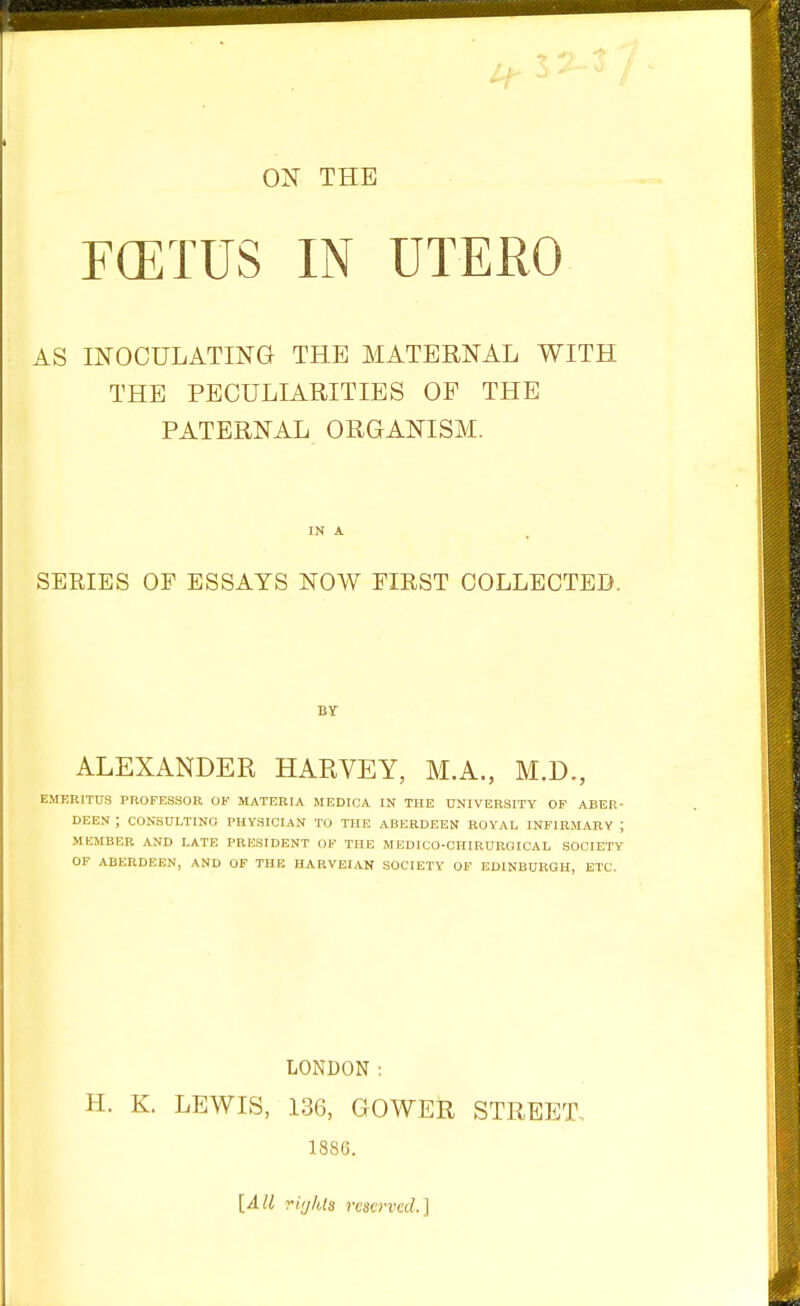 ON THE
FŒTUS IN UTERO
AS INOCULATING THE MATERNAL WITH
THE PECULIARITIES OF THE
PATERNAL ORGANISM.
IN A
SERIES OF ESSAYS NOW FIRST COLLECTED.
BY
ALEXANDER HARVEY, M.A., M.D.,
EMERITUS PROFESSOR OF MATERIA MEDICA IN THE UNIVERSITY OF ABER-
DEEN ; CONSULTING PHYSICIAN TO THE ABERDEEN ROYAL INFIRMARY ;
MEMBER AND LATE PRESIDENT OF THE MEDICO-CHIRURGICAL SOCIETY
OF ABERDEEN, AND OF THE HARVEIAN SOCIETY OF EDINBURGH, ETC.
LONDON :
H. K. LEWIS, 136, GOWER STREET.
1886.
[All rights reserved.]